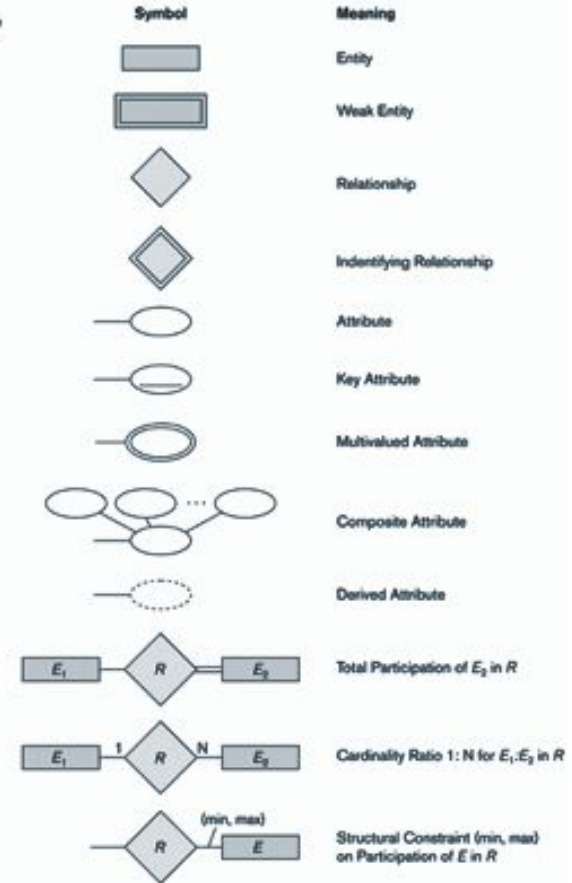 Symbol Meaning
Entity
Weak Entity
Relationship
Indentifying Relationship
Attribute
Key Attribute
Multivalued Attribute
...
Composite Attribute
Derived Attribute
E₁ R E₂ Total Participation of E₂ in R
E₁ 1 R N E₂ Cardinality Ratio 1: N for E₁:E₂ in R
(min, max)
R E Structural Constraint (min, max)
on Participation of E in R